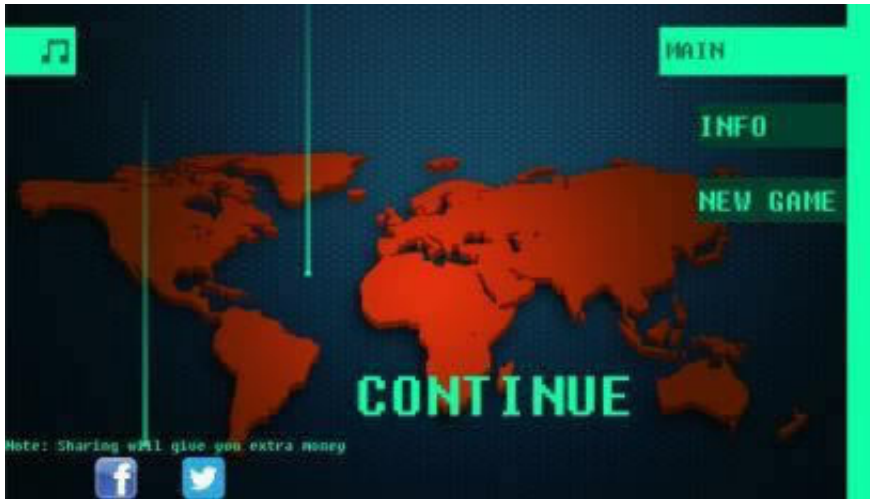 MAIN
INFO
NEW GAME
CONTINUE
Note: Sharing will give you extra money